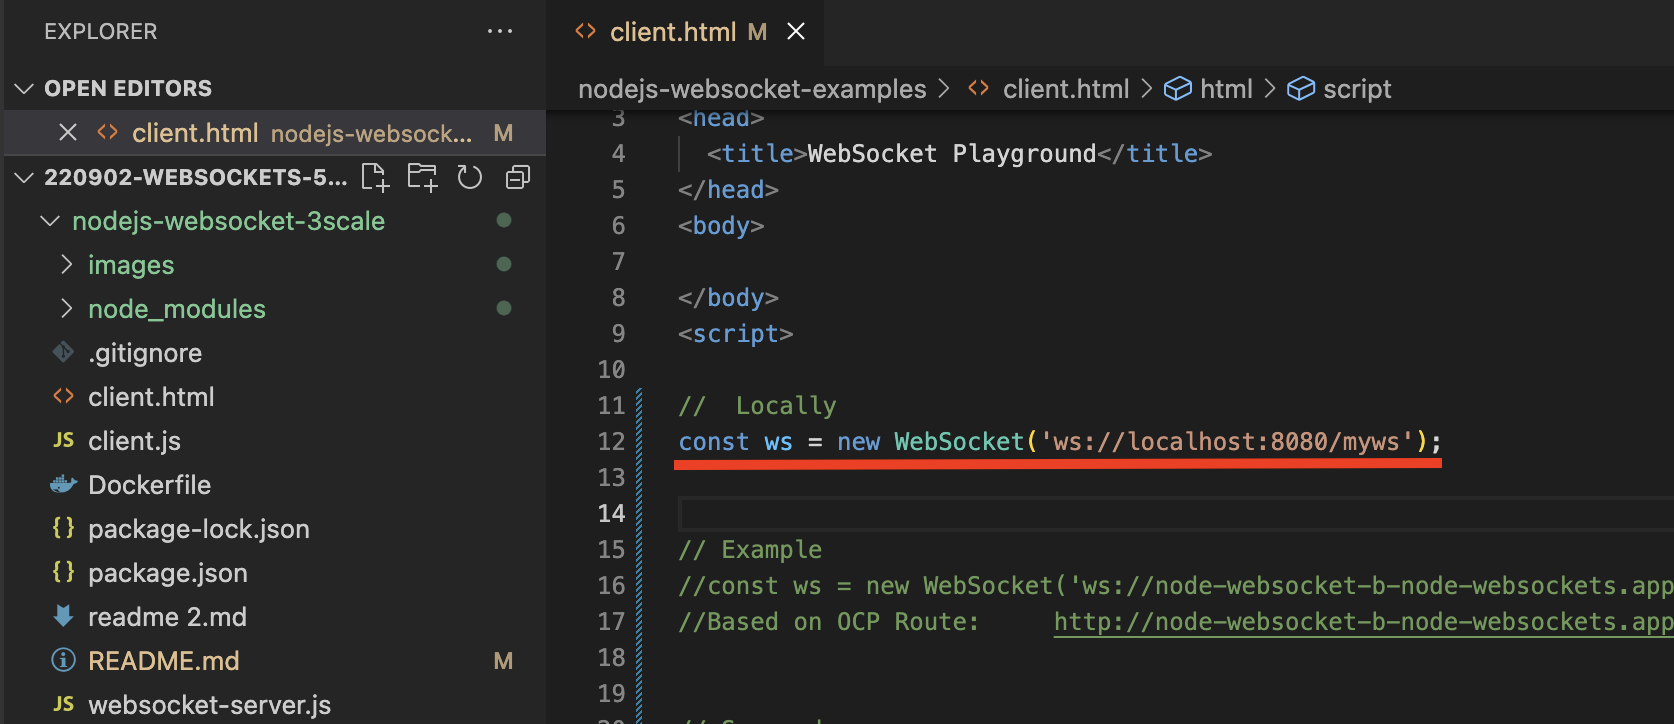 EXPLORER ...
OPEN EDITORS
client.html nodejs-websock... M
220902-WEBSOCKETS-5...
nodejs-websocket-3scale
images
node_modules
.gitignore
client.html
JS client.js
Dockerfile
{} package-lock.json
{} package.json
readme 2.md
README.md M
JS websocket-server.js
client.html M
nodejs-websocket-examples > client.html > html > script
3 <head>
4 <title>WebSocket Playground</title>
5 </head>
6 <body>
7
8 </body>
9 <script>
10
11 //  Locally
12 const ws = new WebSocket('ws://localhost:8080/myws');
13
14
15 // Example
16 //const ws = new WebSocket('ws://node-websocket-b-node-websockets.app
17 //Based on OCP Route:     http://node-websocket-b-node-websockets.app
18
19